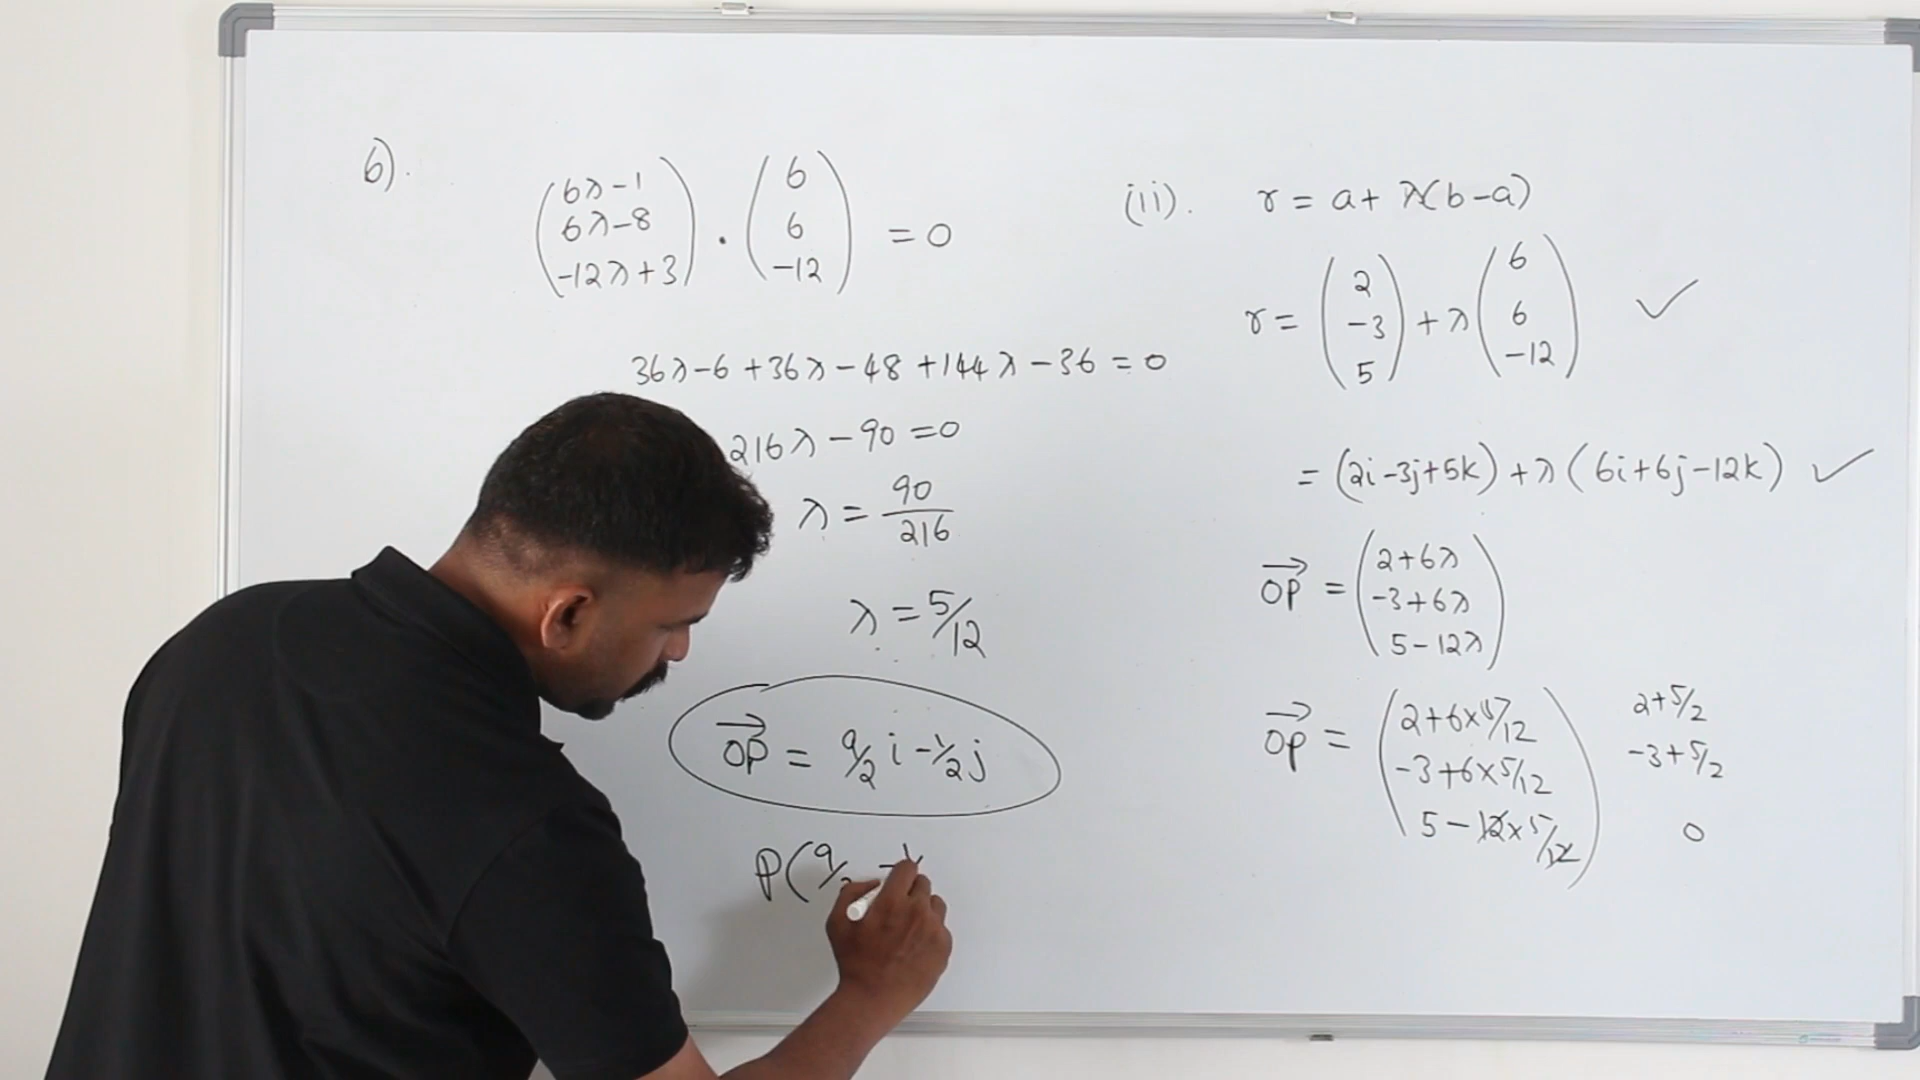 6).
(6λ-1
6λ-8
-12λ+3) . (6
6
-12) = 0
36λ-6 +36λ-48 +144λ-36 = 0
216λ-90 =0
λ = 90/216
λ = 5/12
OP = 9/2 i -1/2 j
P(9/
(ii). r = a+ λ(b-a)
r = (2
-3
5) + λ (6
6
-12) ✓
= (2i-3j+5k) + λ (6i+6j-12k) ✓
OP = (2+6λ
-3+6λ
5-12λ)
OP = (2+6×5/12
-3+6×5/12
5-12×5/12)
2+5/2
-3+5/2
0